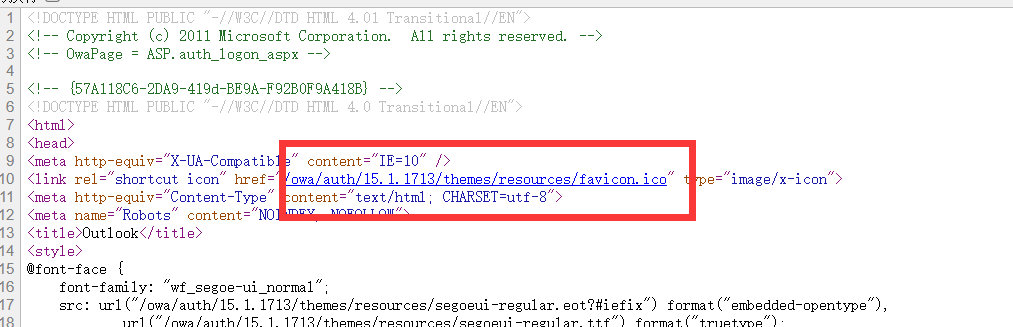 1 <!DOCTYPE HTML PUBLIC "-//W3C//DTD HTML 4.01 Transitional//EN">
2 <!-- Copyright (c) 2011 Microsoft Corporation.  All rights reserved. -->
3 <!-- OwaPage = ASP.auth_logon_aspx -->
4
5 <!-- {57A118C6-2DA9-419d-BE9A-F92B0F9A418B} -->
6 <!DOCTYPE HTML PUBLIC "-//W3C//DTD HTML 4.0 Transitional//EN">
7 <html>
8 <head>
9 <meta http-equiv="X-UA-Compatible" content="IE=10" />
10 <link rel="shortcut icon" href="/owa/auth/15.1.1713/themes/resources/favicon.ico" type="image/x-icon">
11 <meta http-equiv="Content-Type" content="text/html; CHARSET=utf-8">
12 <meta name="Robots" content="NOINDEX, NOFOLLOW">
13 <title>Outlook</title>
14 <style>
15 @font-face {
16     font-family: "wf_segoe-ui_normal";
17     src: url("/owa/auth/15.1.1713/themes/resources/segoeui-regular.eot?#iefix") format("embedded-opentype"),
18             url("/owa/auth/15.1.1713/themes/resources/segoeui-regular.ttf") format("truetype");